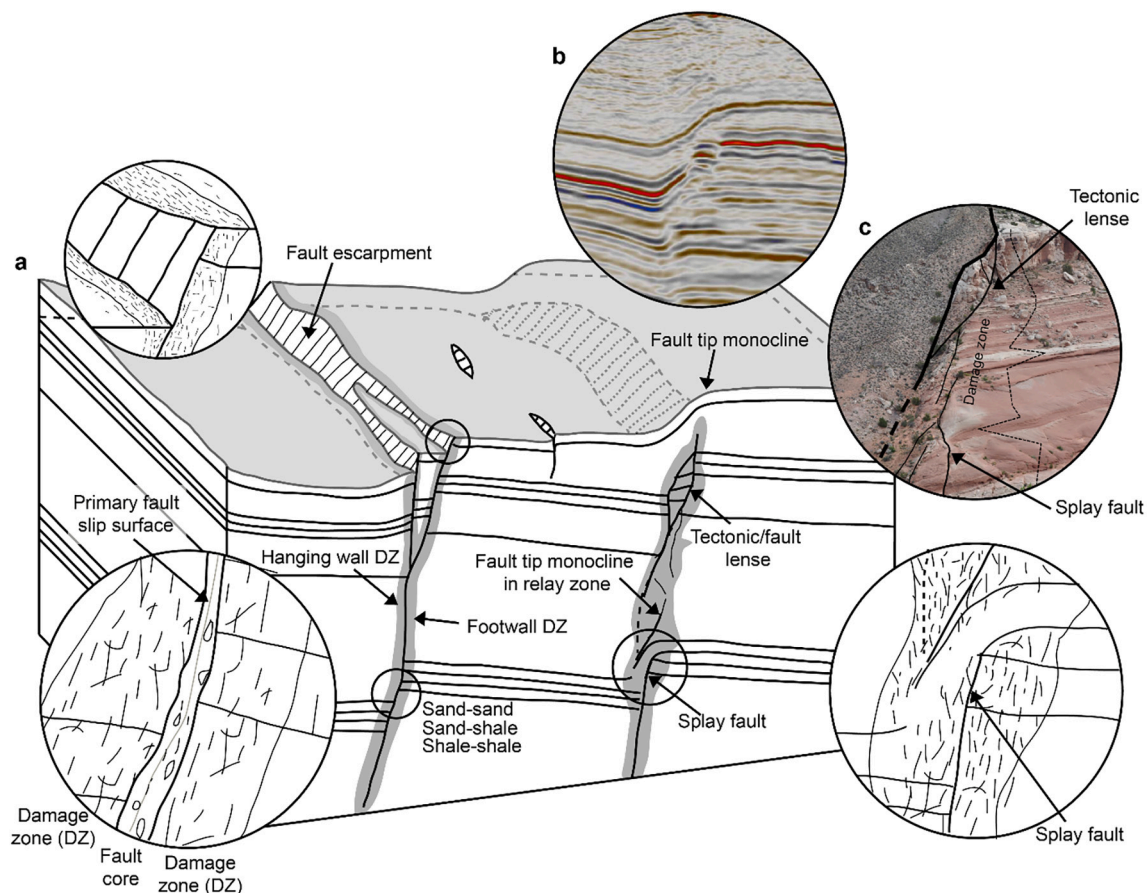 b
Tectonic
lense
c
Damage zone
Splay fault
a
Fault escarpment
Fault tip monocline
Primary fault
slip surface
Hanging wall DZ
Footwall DZ
Tectonic/fault
lense
Fault tip monocline
in relay zone
Sand-sand
Sand-shale
Shale-shale
Splay fault
Damage
zone (DZ)
Fault
core
Damage
zone (DZ)
Splay fault